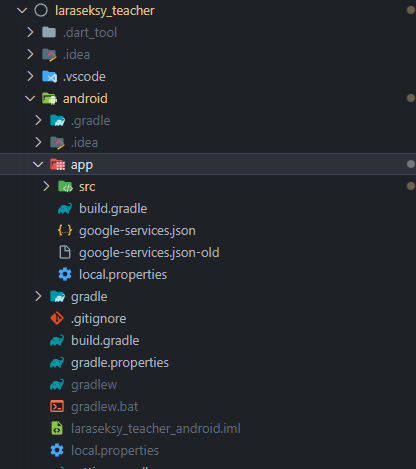 laraseksy_teacher
.dart_tool
.idea
.vscode
android
.gradle
.idea
app
src
build.gradle
google-services.json
google-services.json-old
local.properties
gradle
.gitignore
build.gradle
gradle.properties
gradlew
gradlew.bat
laraseksy_teacher_android.iml
local.properties